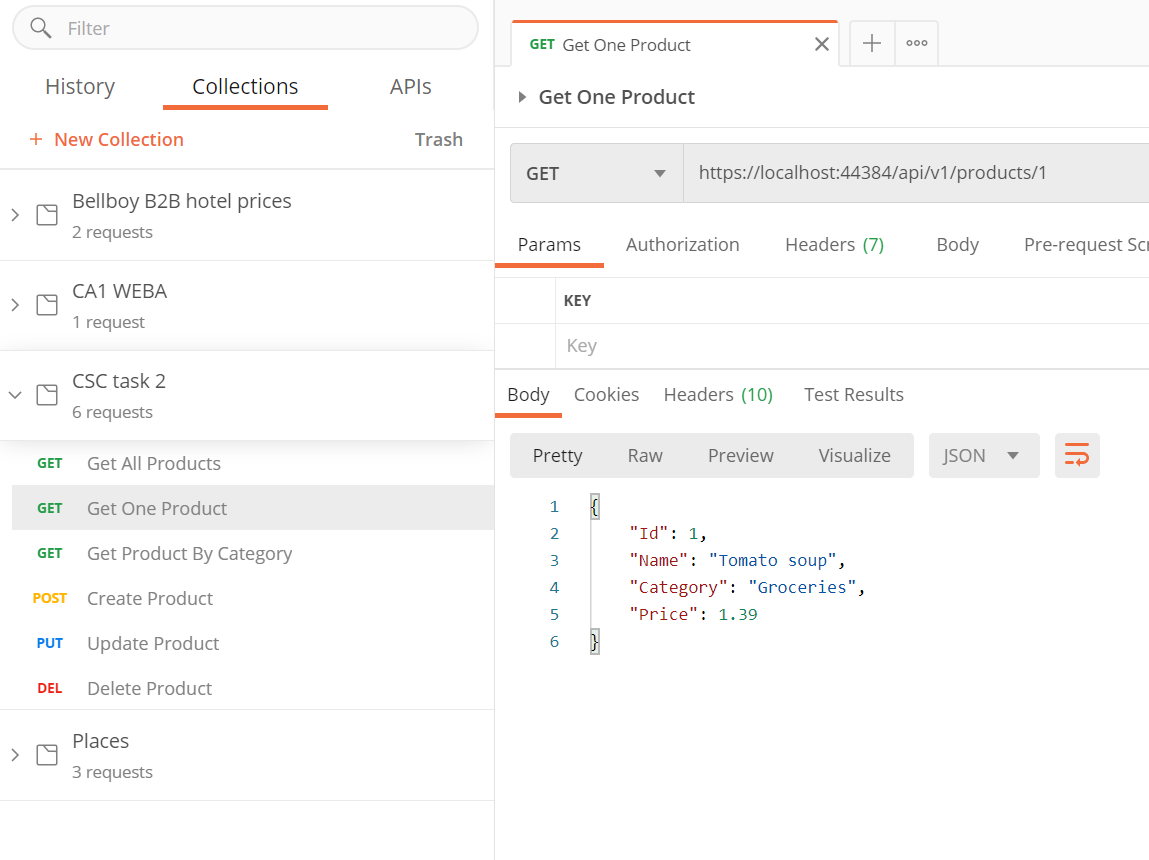 Filter
History Collections APIs
+ New Collection Trash
Bellboy B2B hotel prices
2 requests
CA1 WEBA
1 request
CSC task 2
6 requests
GET Get All Products
GET Get One Product
GET Get Product By Category
POST Create Product
PUT Update Product
DEL Delete Product
Places
3 requests
GET Get One Product
Get One Product
GET https://localhost:44384/api/v1/products/1
Params Authorization Headers (7) Body Pre-request Scr
KEY
Key
Body Cookies Headers (10) Test Results
Pretty Raw Preview Visualize JSON
1 {
2 "Id": 1,
3 "Name": "Tomato soup",
4 "Category": "Groceries",
5 "Price": 1.39
6 }